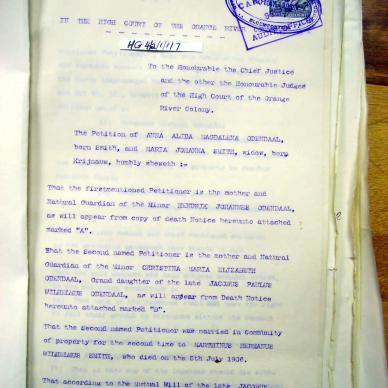 IN THE HIGH COURT OF THE ORANGE RIVER
HG 4/2/1/1/7
To the Honourable the Chief Justice
and the other the Honourable Judges
of the High Court of the Orange
River Colony.
The Petition of ANNA ALIDA MAGDALENA ODENDAAL,
born Smith, and MARIA JOHANNA SMITH, widow, born
Krijnauw, humbly sheweth :-
That the firstmentioned Petitioner is the mother and
Natural Guardian of the Minor HENDRIK JOHANNES ODENDAAL,
as will appear from copy of death Notice hereunto attached
marked "A".
That the Second named Petitioner is the mother and Natural
Guardian of the Minor CHRISTINA MARIA ELIZABETH
ODENDAAL, Grand daughter of the late JACOBUS PAULUS
WILHELMUS ODENDAAL, as will appear from Death Notice
hereunto attached marked "B".
That the Second named Petitioner was married in Community
of property for the second time to MARTHINUS HERMANUS
WILHELMUS SMITH, who died on the 5th July 1906.
That according to the Mutual Will of the late JACOBUS